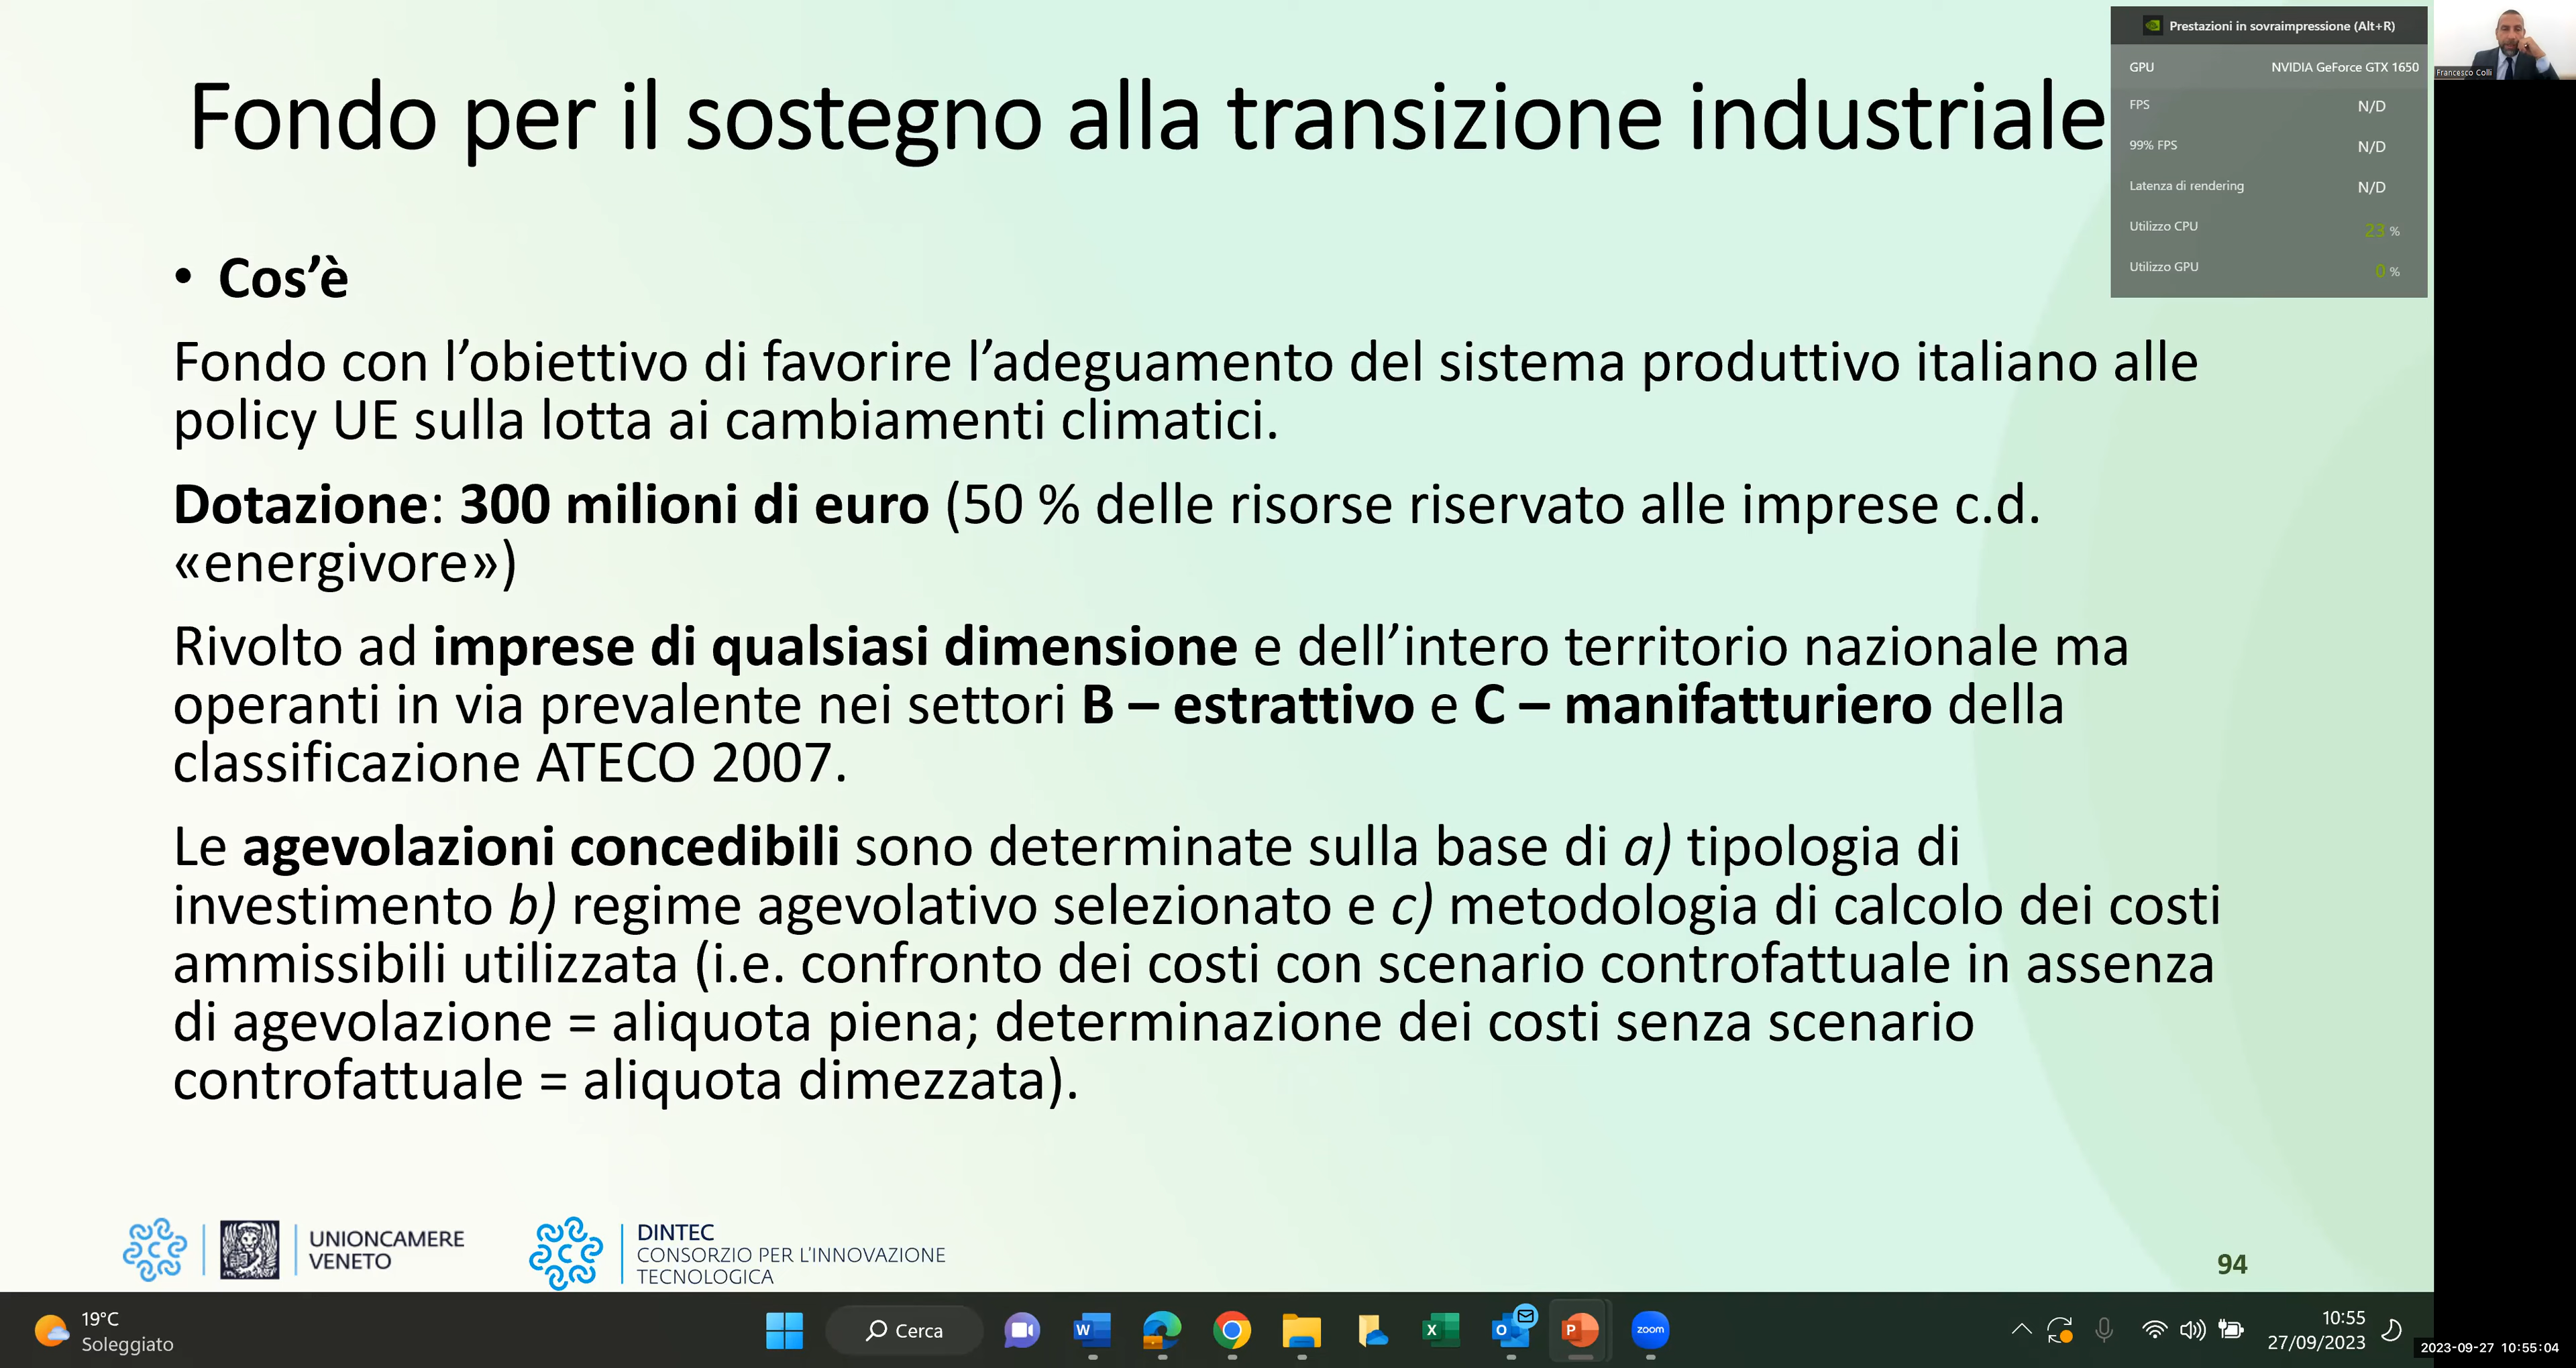 Fondo per il sostegno alla transizione industriale
• Cos’è
Fondo con l’obiettivo di favorire l’adeguamento del sistema produttivo italiano alle
policy UE sulla lotta ai cambiamenti climatici.
Dotazione: 300 milioni di euro (50 % delle risorse riservato alle imprese c.d.
«energivore»)
Rivolto ad imprese di qualsiasi dimensione e dell’intero territorio nazionale ma
operanti in via prevalente nei settori B – estrattivo e C – manifatturiero della
classificazione ATECO 2007.
Le agevolazioni concedibili sono determinate sulla base di a) tipologia di
investimento b) regime agevolativo selezionato e c) metodologia di calcolo dei costi
ammissibili utilizzata (i.e. confronto dei costi con scenario controfattuale in assenza
di agevolazione = aliquota piena; determinazione dei costi senza scenario
controfattuale = aliquota dimezzata).
UNIONCAMERE
VENETO
DINTEC
CONSORZIO PER L'INNOVAZIONE
TECNOLOGICA
94
Prestazioni in sovraimpressione (Alt+R)
GPU NVIDIA GeForce GTX 1650
FPS N/D
99% FPS N/D
Latenza di rendering N/D
Utilizzo CPU 23 %
Utilizzo GPU 0 %
Francesco Colli
19°C
Soleggiato
Cerca
zoom
10:55
27/09/2023
2023-09-27 10:55:04